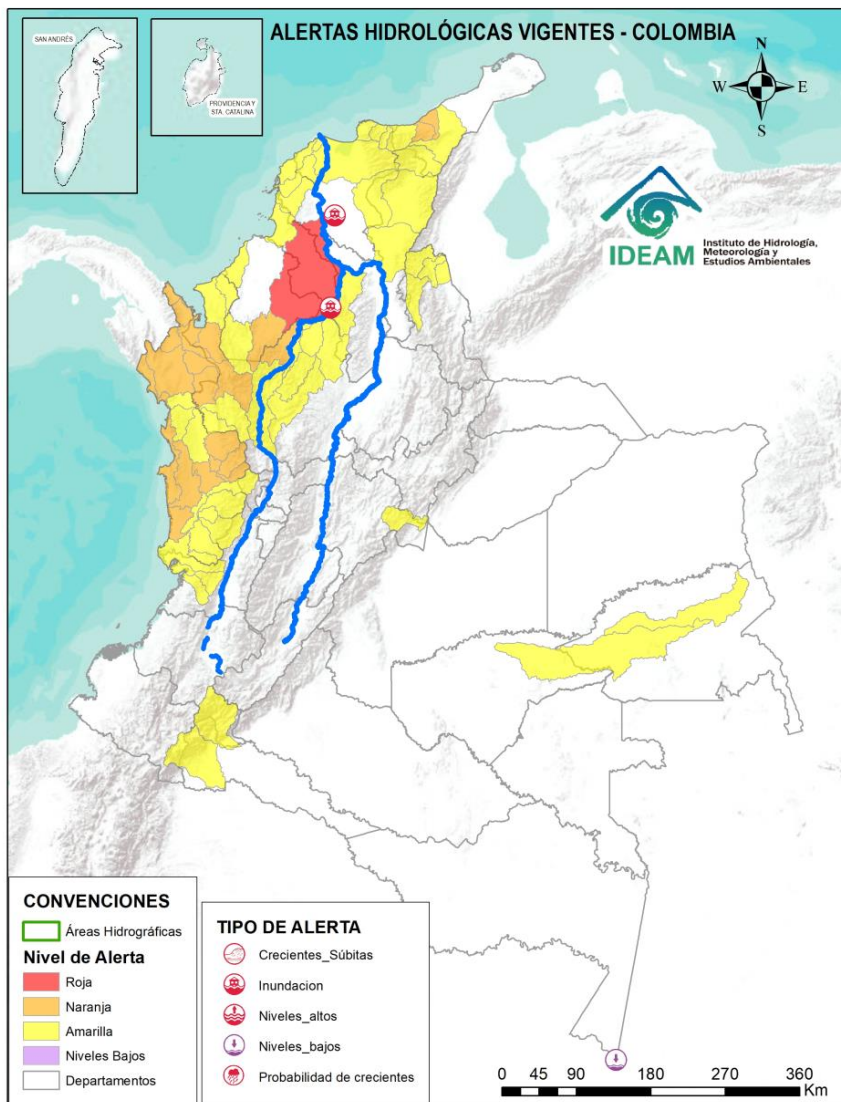 ALERTAS HIDROLÓGICAS VIGENTES - COLOMBIA
SAN ANDRÉS
PROVIDENCIA Y
STA. CATALINA
N
W
E
S
IDEAM
Instituto de Hidrología,
Meteorología y
Estudios Ambientales
CONVENCIONES
Áreas Hidrográficas
Nivel de Alerta
Roja
Naranja
Amarilla
Niveles Bajos
Departamentos
TIPO DE ALERTA
Crecientes_Súbitas
Inundacion
Niveles_altos
Niveles_bajos
Probabilidad de crecientes
0 45 90 180 270 360
Km